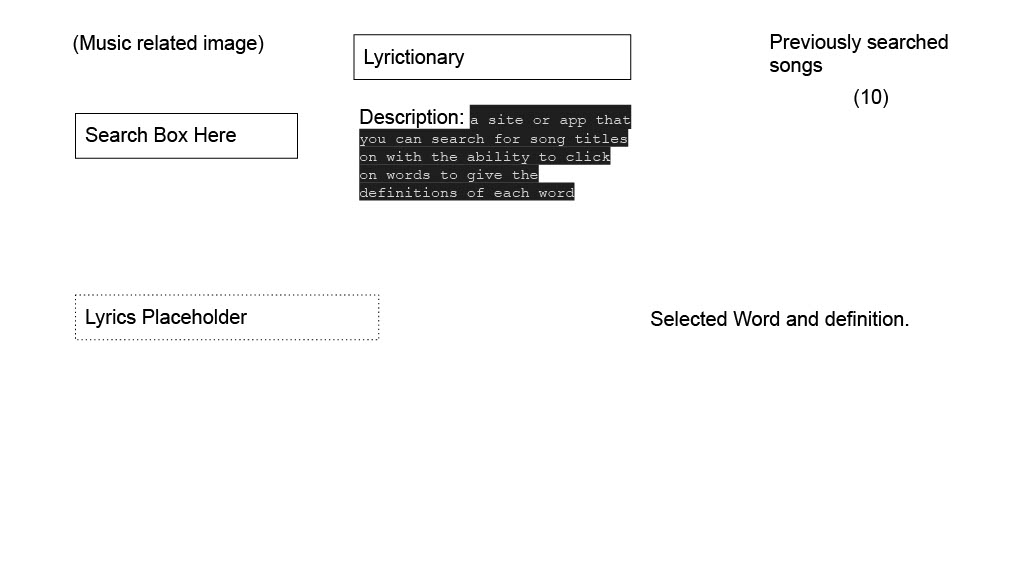 (Music related image)
Lyrictionary
Previously searched
songs
(10)
Search Box Here
Description: a site or app that
you can search for song titles
on with the ability to click
on words to give the
definitions of each word
Lyrics Placeholder
Selected Word and definition.